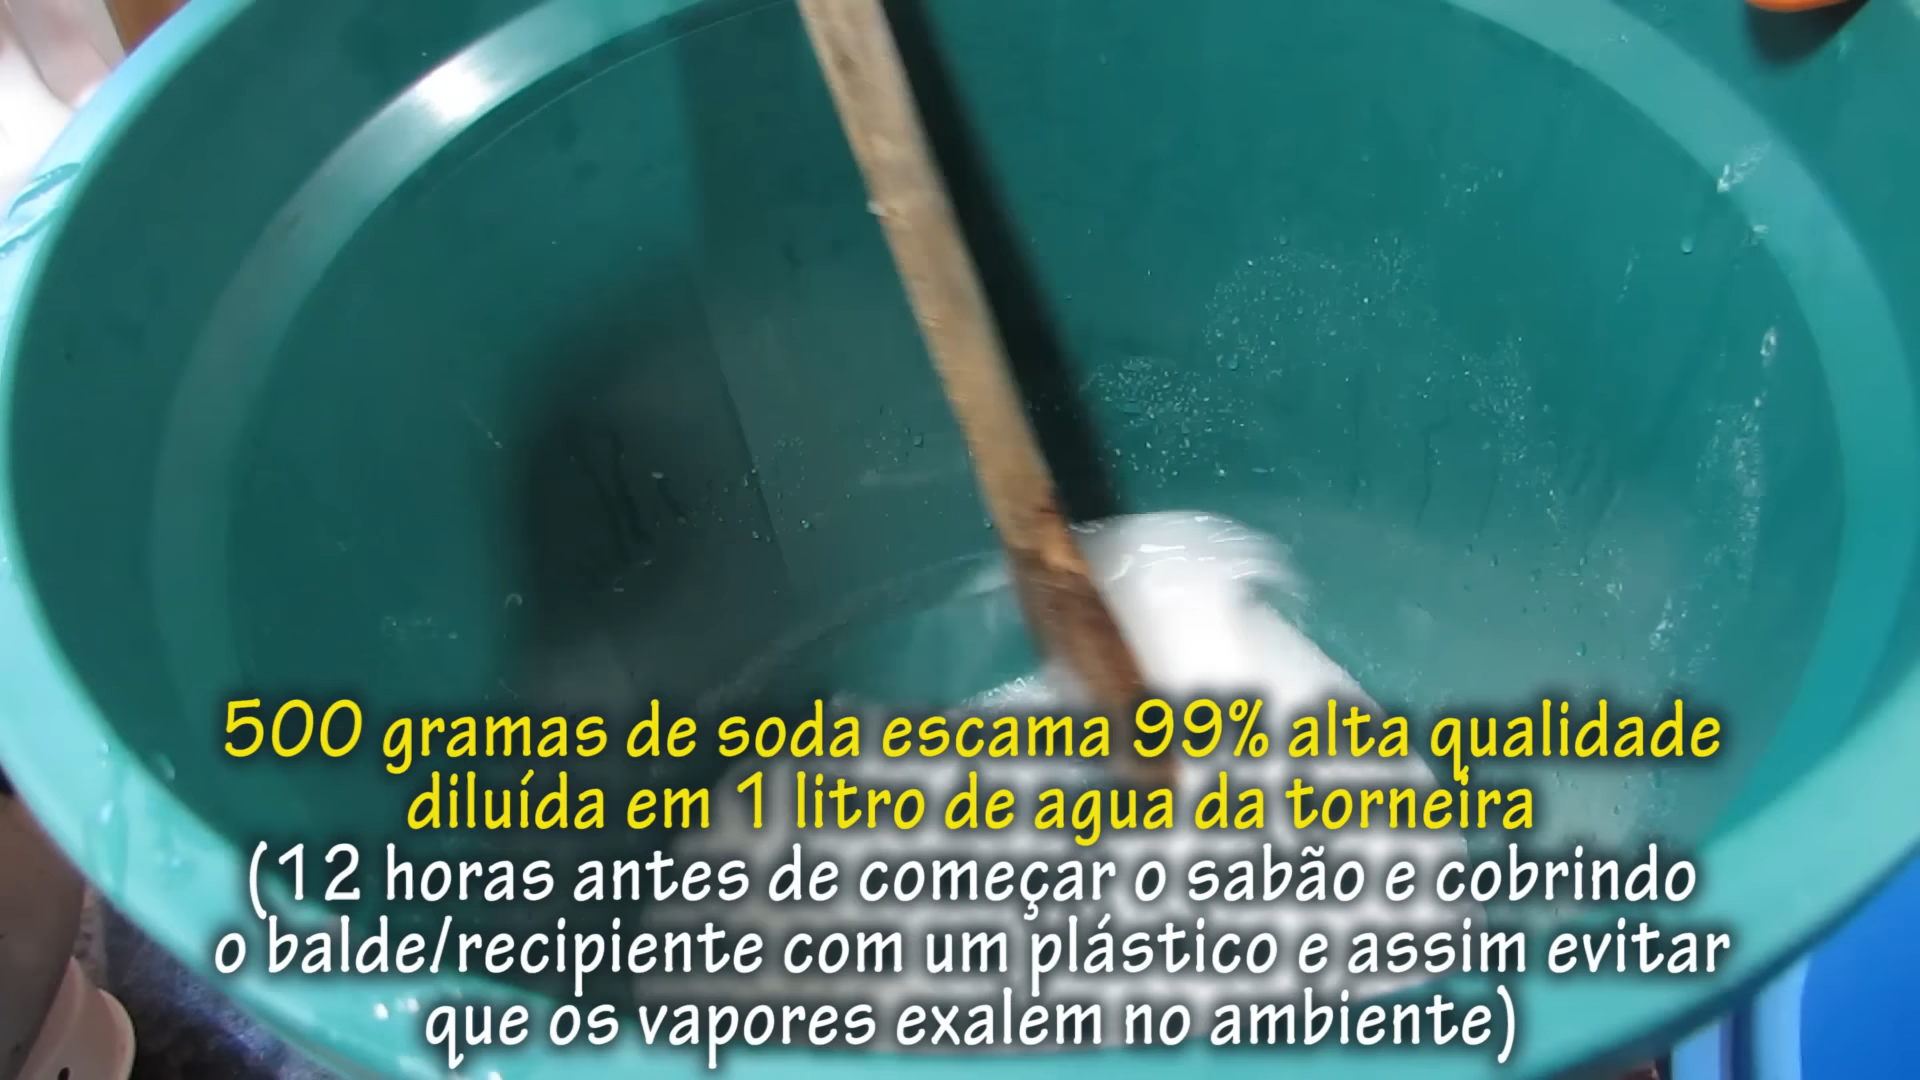 500 gramas de soda escama 99% alta qualidade
diluída em 1 litro de agua da torneira
(12 horas antes de começar o sabão e cobrindo
o balde/recipiente com um plástico e assim evitar
que os vapores exalem no ambiente)